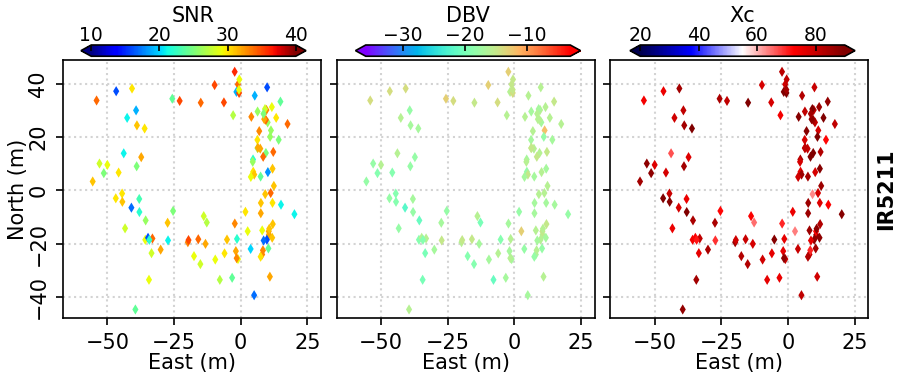 SNR DBV Xc
10 20 30 40 −30 −20 −10 20 40 60 80
40
20
0
−20
−40
North (m)
IR5211
−50 −25 0 25 −50 −25 0 25 −50 −25 0 25
East (m) East (m) East (m)